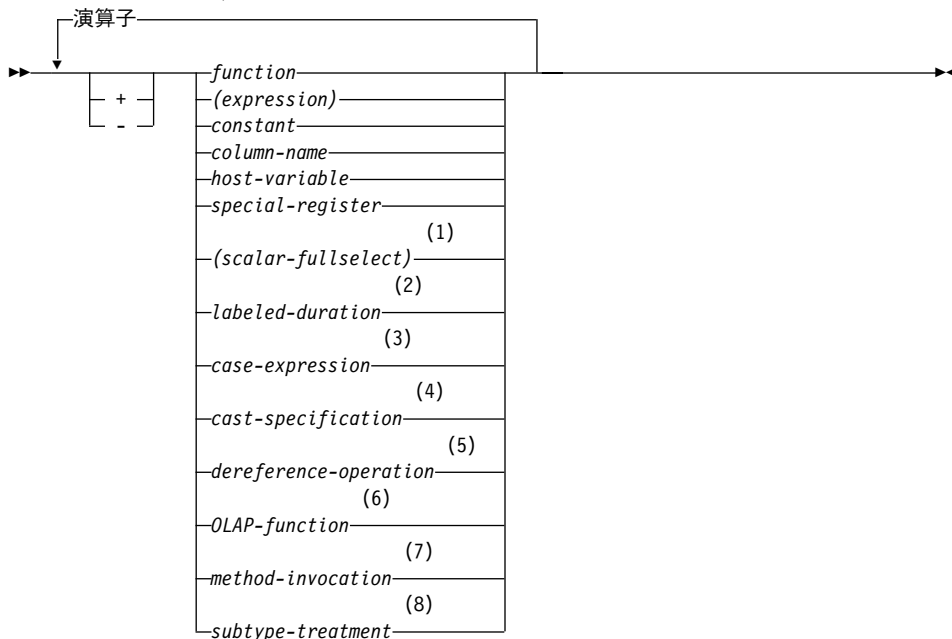 演算子
function
+
(expression)
-
constant
column-name
host-variable
special-register
(1)
(scalar-fullselect)
(2)
labeled-duration
(3)
case-expression
(4)
cast-specification
(5)
dereference-operation
(6)
OLAP-function
(7)
method-invocation
(8)
subtype-treatment